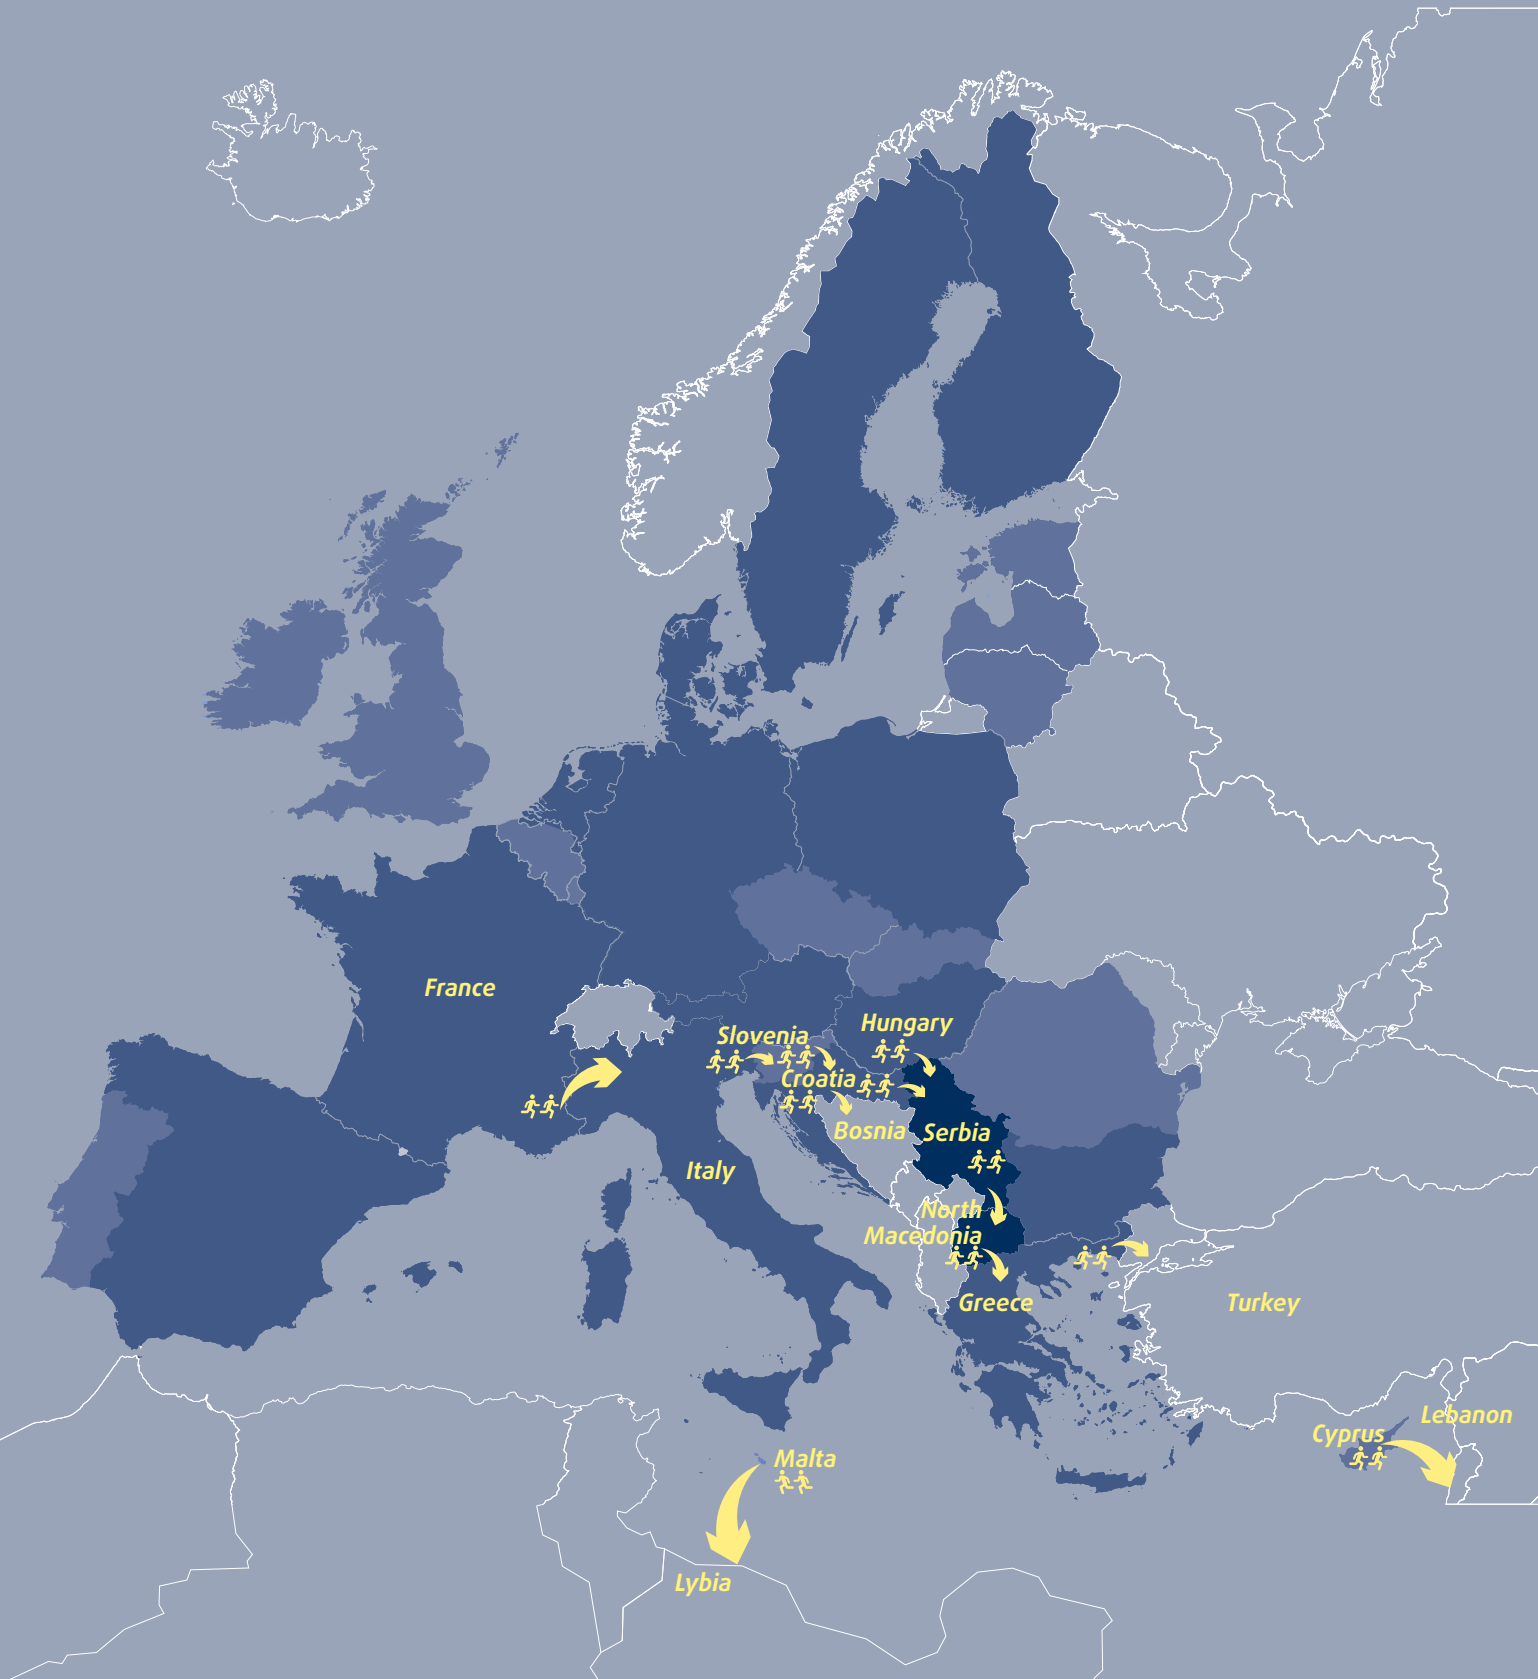 France
Hungary
Slovenia
Croatia
Bosnia
Serbia
Italy
North
Macedonia
Greece
Turkey
Lebanon
Cyprus
Malta
Lybia